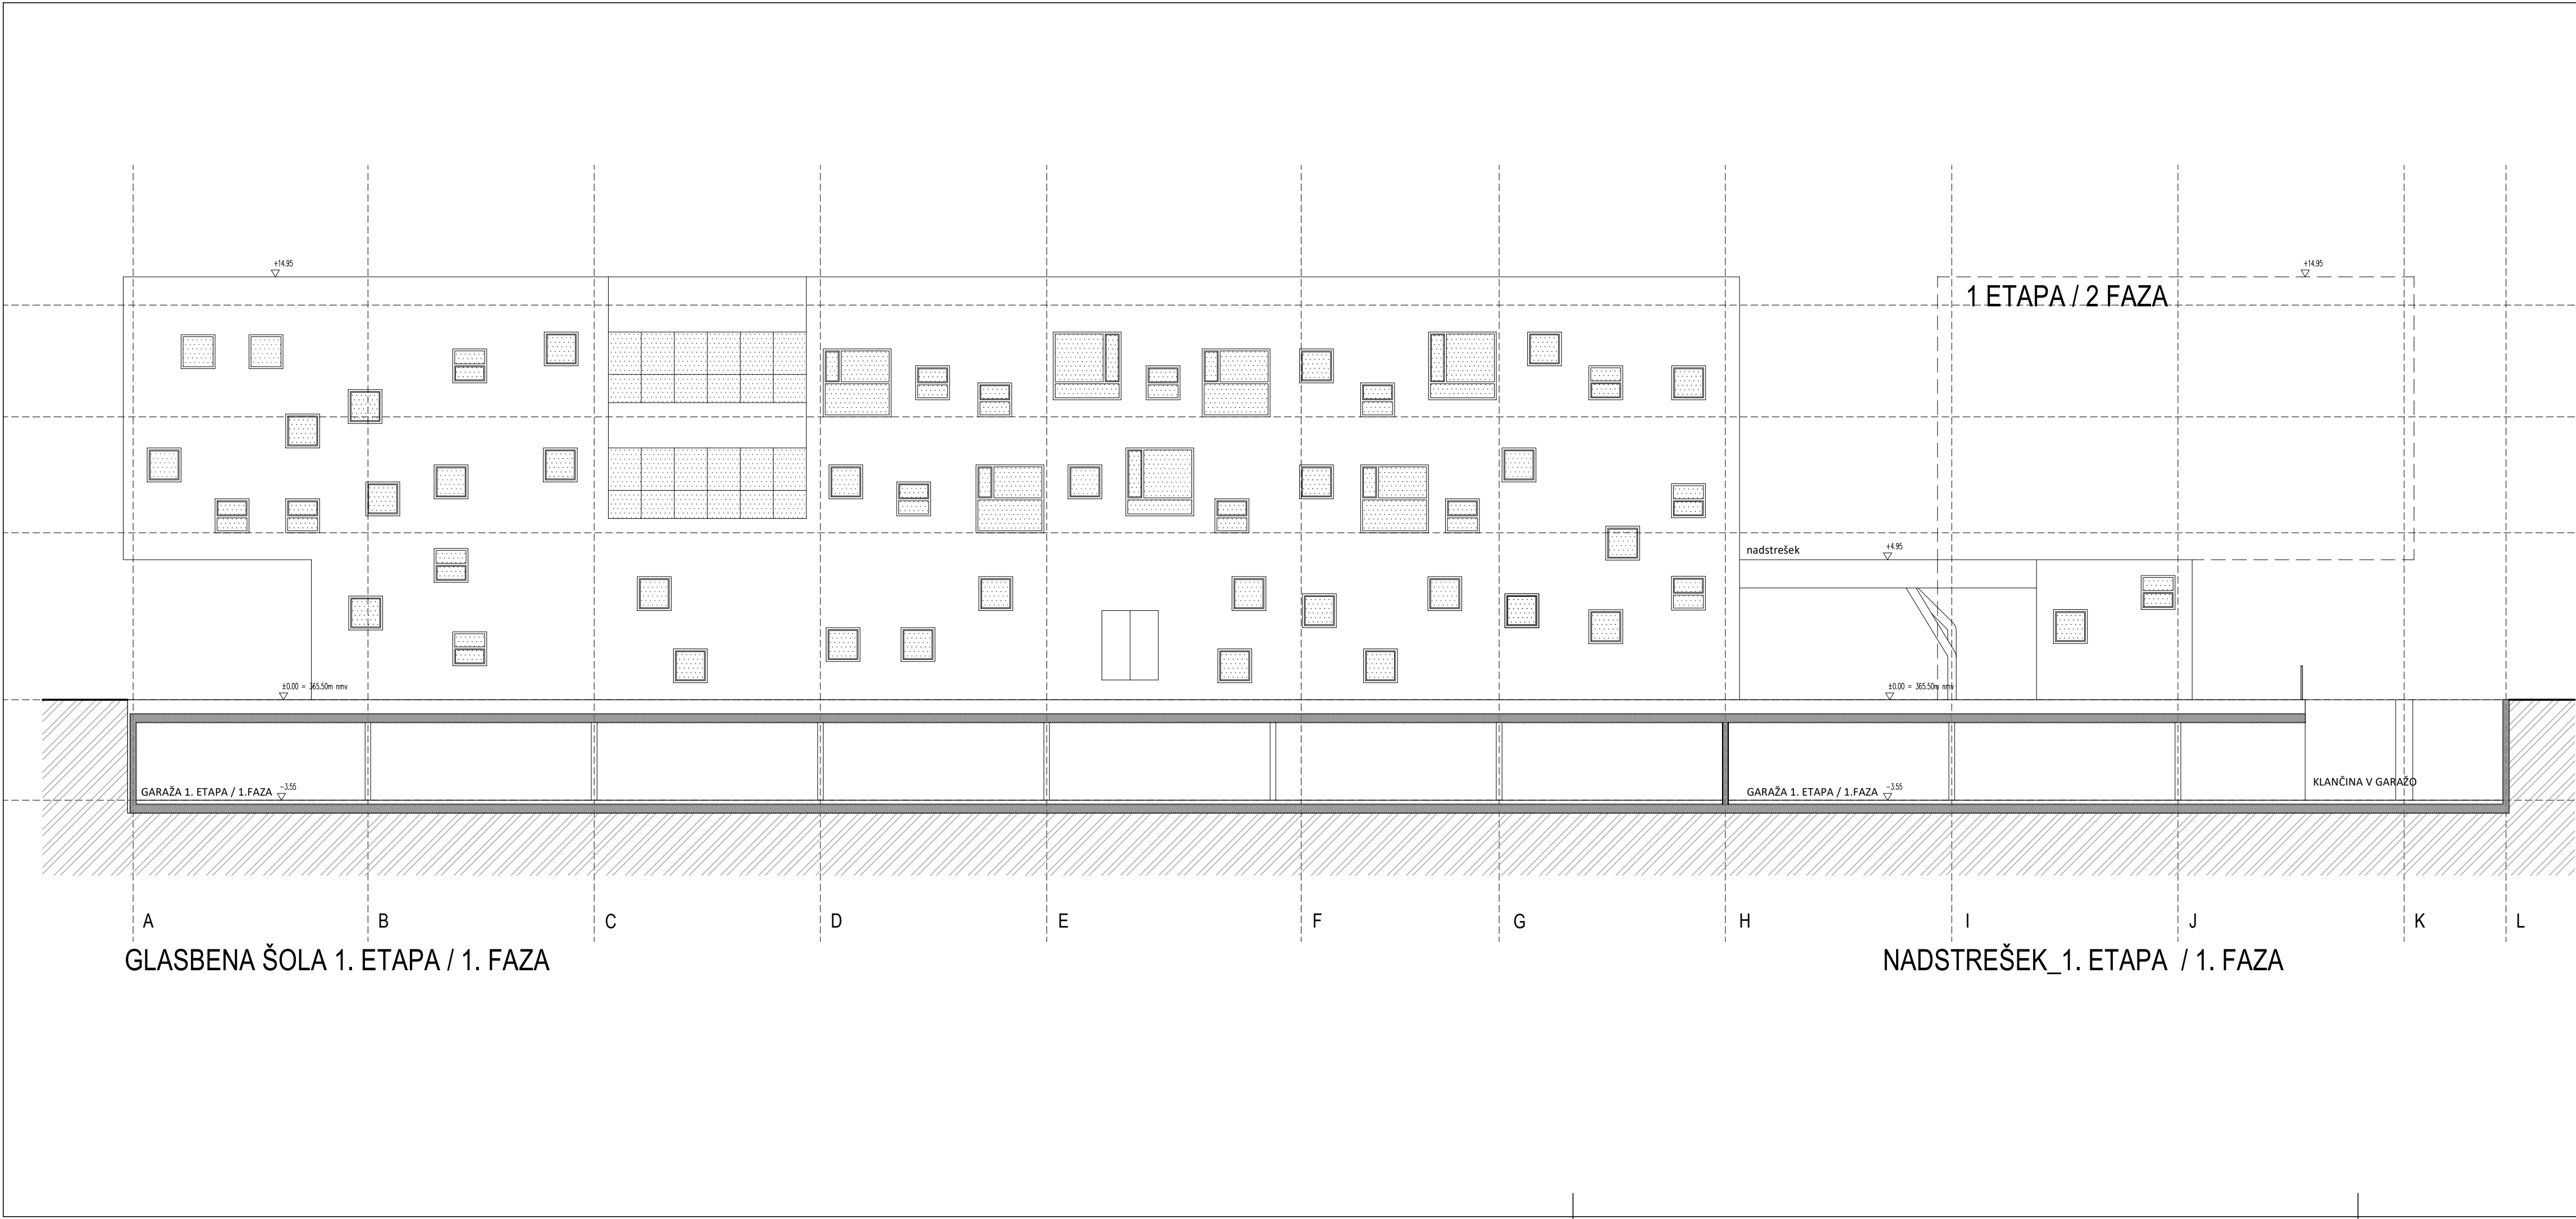 +14.95
+14.95
1 ETAPA / 2 FAZA
nadstrešek
+4.95
±0.00 = 365.50m nmv
±0.00 = 365.50m nmv
GARAŽA 1. ETAPA / 1.FAZA
-3.55
GARAŽA 1. ETAPA / 1.FAZA
-3.55
KLANČINA V GARAŽO
A B C D E F G H I J K L
GLASBENA ŠOLA 1. ETAPA / 1. FAZA
NADSTREŠEK_1. ETAPA / 1. FAZA